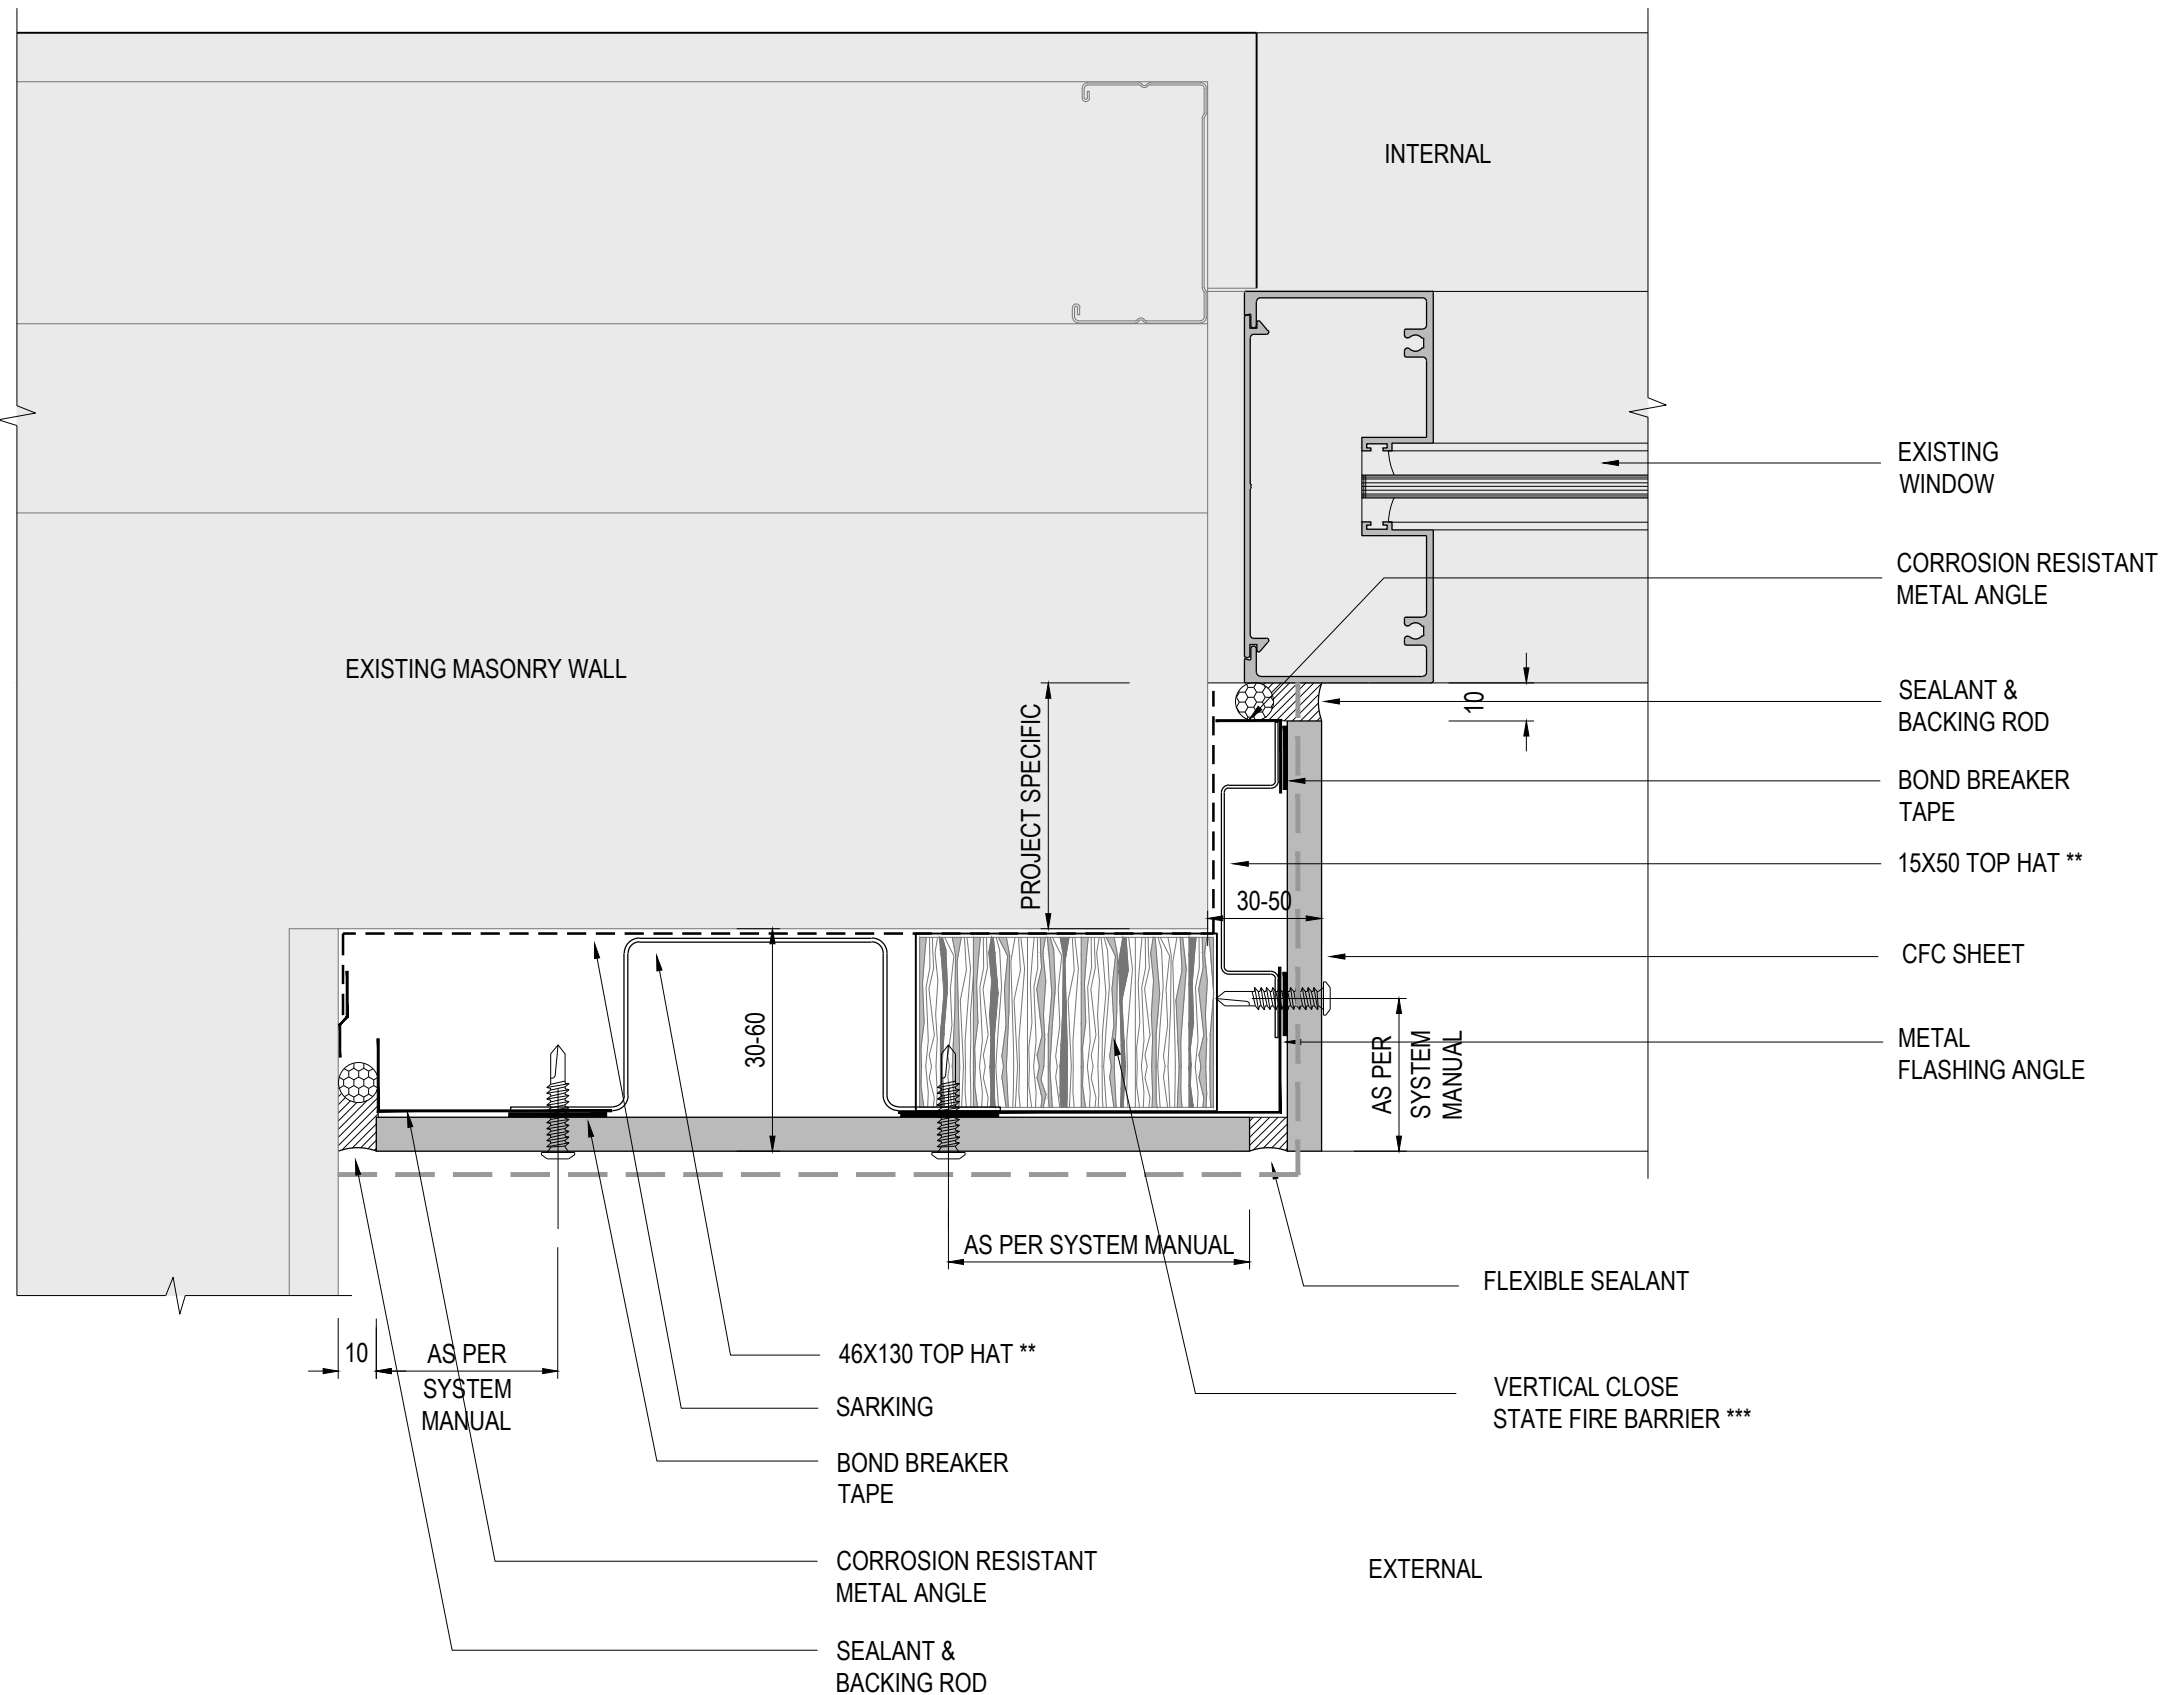 INTERNAL
EXISTING
WINDOW
CORROSION RESISTANT
METAL ANGLE
EXISTING MASONRY WALL
SEALANT &
BACKING ROD
10
PROJECT SPECIFIC
BOND BREAKER
TAPE
15X50 TOP HAT **
30-50
CFC SHEET
30-60
METAL
FLASHING ANGLE
AS PER
SYSTEM
MANUAL
AS PER SYSTEM MANUAL
FLEXIBLE SEALANT
10
AS PER
SYSTEM
MANUAL
46X130 TOP HAT **
VERTICAL CLOSE
STATE FIRE BARRIER ***
SARKING
BOND BREAKER
TAPE
CORROSION RESISTANT
METAL ANGLE
EXTERNAL
SEALANT &
BACKING ROD